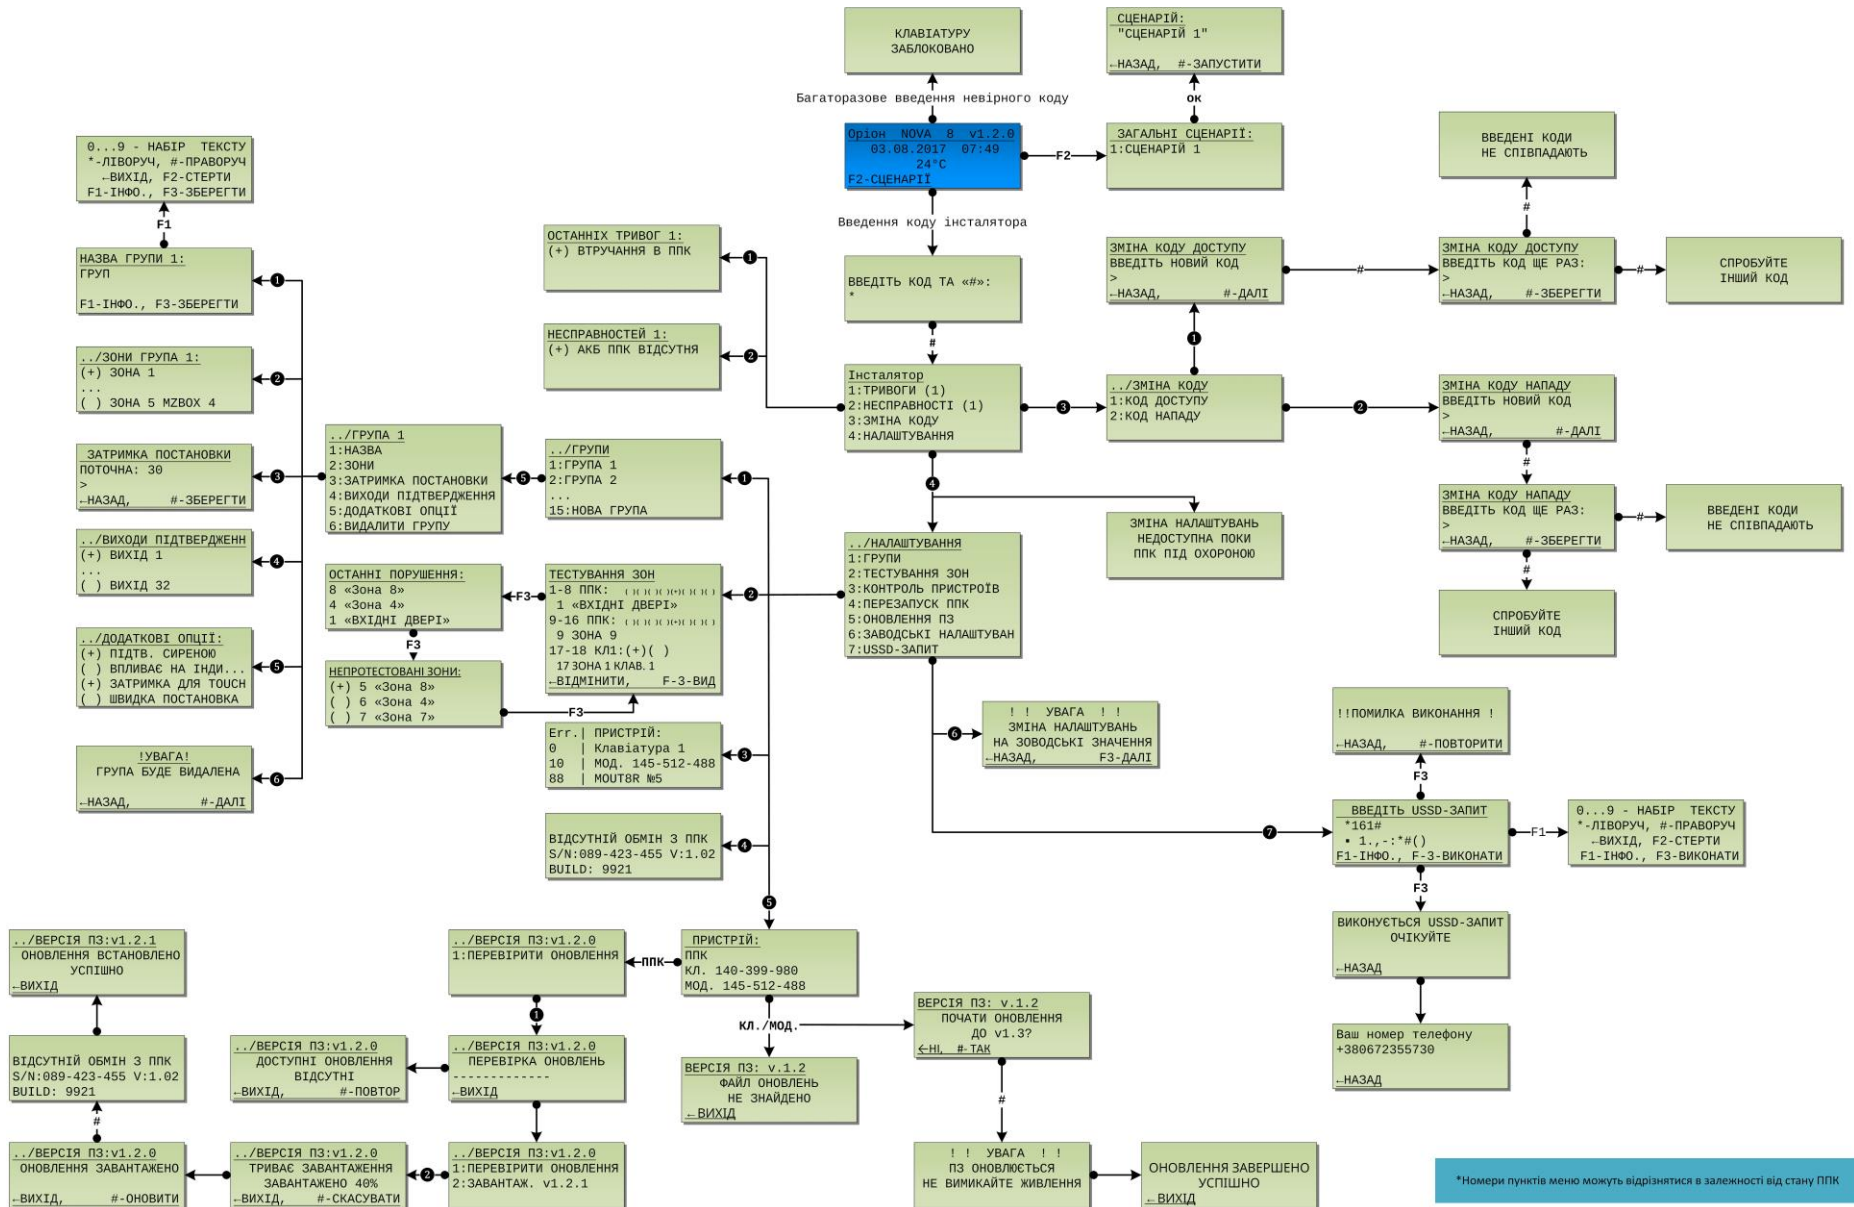 КЛАВІАТУРУ
ЗАБЛОКОВАНО
СЦЕНАРІЙ:
"СЦЕНАРІЙ 1"
←НАЗАД, #-ЗАПУСТИТИ
Багаторазове введення невірного коду
ок
Оріон NOVA 8 v1.2.0
03.08.2017 07:49
24°C
F2-СЦЕНАРІЇ
F2
ЗАГАЛЬНІ СЦЕНАРІЇ:
1:СЦЕНАРІЙ 1
ВВЕДЕНІ КОДИ
НЕ СПІВПАДАЮТЬ
0...9 - НАБІР ТЕКСТУ
*-ЛІВОРУЧ, #-ПРАВОРУЧ
←ВИХІД, F2-СТЕРТИ
F1-ІНФО., F3-ЗБЕРЕГТИ
F1
НАЗВА ГРУПИ 1:
ГРУП
F1-ІНФО., F3-ЗБЕРЕГТИ
1
Введення коду інсталятора
ОСТАННІХ ТРИВОГ 1:
(+) ВТРУЧАННЯ В ППК
1
ВВЕДІТЬ КОД ТА «#»:
*
#
ЗМІНА КОДУ ДОСТУПУ
ВВЕДІТЬ НОВИЙ КОД
>
←НАЗАД, #-ДАЛІ
#
#
ЗМІНА КОДУ ДОСТУПУ
ВВЕДІТЬ КОД ЩЕ РАЗ:
>
←НАЗАД, #-ЗБЕРЕГТИ
#
СПРОБУЙТЕ
ІНШИЙ КОД
1
НЕСПРАВНОСТЕЙ 1:
(+) АКБ ППК ВІДСУТНЯ
2
../ЗОНИ ГРУПА 1:
(+) ЗОНА 1
...
( ) ЗОНА 5 MZBOX 4
2
Інсталятор
1:ТРИВОГИ (1)
2:НЕСПРАВНОСТІ (1)
3:ЗМІНА КОДУ
4:НАЛАШТУВАННЯ
3
../ЗМІНА КОДУ
1:КОД ДОСТУПУ
2:КОД НАПАДУ
2
ЗМІНА КОДУ НАПАДУ
ВВЕДІТЬ НОВИЙ КОД
>
←НАЗАД, #-ДАЛІ
#
ЗАТРИМКА ПОСТАНОВКИ
ПОТОЧНА: 30
>
←НАЗАД, #-ЗБЕРЕГТИ
3
../ГРУПА 1
1:НАЗВА
2:ЗОНИ
3:ЗАТРИМКА ПОСТАНОВКИ
4:ВИХОДИ ПІДТВЕРДЖЕННЯ
5:ДОДАТКОВІ ОПЦІЇ
6:ВИДАЛИТИ ГРУПУ
5
../ГРУПИ
1:ГРУПА 1
2:ГРУПА 2
...
15:НОВА ГРУПА
1
4
ЗМІНА НАЛАШТУВАНЬ
НЕДОСТУПНА ПОКИ
ППК ПІД ОХОРОНОЮ
ЗМІНА КОДУ НАПАДУ
ВВЕДІТЬ КОД ЩЕ РАЗ:
>
←НАЗАД, #-ЗБЕРЕГТИ
#
ВВЕДЕНІ КОДИ
НЕ СПІВПАДАЮТЬ
#
СПРОБУЙТЕ
ІНШИЙ КОД
../ВИХОДИ ПІДТВЕРДЖЕНН
(+) ВИХІД 1
...
( ) ВИХІД 32
4
ОСТАННІ ПОРУШЕННЯ:
8 «Зона 8»
4 «Зона 4»
1 «ВХІДНІ ДВЕРІ»
F3
F3
ТЕСТУВАННЯ ЗОН
1-8 ППК: ( )( )( )( )(+)( )( )( )
1 «ВХІДНІ ДВЕРІ»
9-16 ППК: ( )( )( )( )(+)( )( )( )
9 ЗОНА 9
17-18 КЛ1:(+)( )
17 ЗОНА 1 КЛАВ. 1
←ВІДМІНИТИ, F-3-ВИД
2
../НАЛАШТУВАННЯ
1:ГРУПИ
2:ТЕСТУВАННЯ ЗОН
3:КОНТРОЛЬ ПРИСТРОЇВ
4:ПЕРЕЗАПУСК ППК
5:ОНОВЛЕННЯ ПЗ
6:ЗАВОДСЬКІ НАЛАШТУВАН
7:USSD-ЗАПИТ
../ДОДАТКОВІ ОПЦІЇ:
(+) ПІДТВ. СИРЕНОЮ
( ) ВПЛИВАЄ НА ІНДИ...
(+) ЗАТРИМКА ДЛЯ TOUCH
( ) ШВИДКА ПОСТАНОВКА
5
НЕПРОТЕСТОВАНІ ЗОНИ:
(+) 5 «Зона 8»
( ) 6 «Зона 4»
( ) 7 «Зона 7»
F3
!УВАГА!
ГРУПА БУДЕ ВИДАЛЕНА
←НАЗАД, #-ДАЛІ
6
Err.| ПРИСТРІЙ:
0 | Клавіатура 1
10 | МОД. 145-512-488
88 | MOUT8R №5
3
6
! ! УВАГА ! !
ЗМІНА НАЛАШТУВАНЬ
НА ЗОВОДСЬКІ ЗНАЧЕННЯ
←НАЗАД, F3-ДАЛІ
!!ПОМИЛКА ВИКОНАННЯ !
←НАЗАД, #-ПОВТОРИТИ
F3
ВІДСУТНІЙ ОБМІН З ППК
S/N:089-423-455 V:1.02
BUILD: 9921
4
7
ВВЕДІТЬ USSD-ЗАПИТ
*161#
▪ 1.,-:*#()
F1-ІНФО., F-3-ВИКОНАТИ
F1
0...9 - НАБІР ТЕКСТУ
*-ЛІВОРУЧ, #-ПРАВОРУЧ
←ВИХІД, F2-СТЕРТИ
F1-ІНФО., F3-ВИКОНАТИ
F3
ВИКОНУЄТЬСЯ USSD-ЗАПИТ
ОЧІКУЙТЕ
←НАЗАД
Ваш номер телефону
+380672355730
←НАЗАД
5
../ВЕРСІЯ ПЗ:v1.2.1
ОНОВЛЕННЯ ВСТАНОВЛЕНО
УСПІШНО
←ВИХІД
../ВЕРСІЯ ПЗ:v1.2.0
1:ПЕРЕВІРИТИ ОНОВЛЕННЯ
ППК
ПРИСТРІЙ:
ППК
КЛ. 140-399-980
МОД. 145-512-488
1
КЛ./МОД.
ВЕРСІЯ ПЗ: v.1.2
ПОЧАТИ ОНОВЛЕННЯ
ДО v1.3?
←НІ, #-ТАК
ВІДСУТНІЙ ОБМІН З ППК
S/N:089-423-455 V:1.02
BUILD: 9921
#
../ВЕРСІЯ ПЗ:v1.2.0
ДОСТУПНІ ОНОВЛЕННЯ
ВІДСУТНІ
←ВИХІД, #-ПОВТОР
../ВЕРСІЯ ПЗ:v1.2.0
ПЕРЕВІРКА ОНОВЛЕНЬ
-------------
←ВИХІД
ВЕРСІЯ ПЗ: v.1.2
ФАЙЛ ОНОВЛЕНЬ
НЕ ЗНАЙДЕНО
←ВИХІД
#
../ВЕРСІЯ ПЗ:v1.2.0
ОНОВЛЕННЯ ЗАВАНТАЖЕНО
←ВИХІД, #-ОНОВИТИ
../ВЕРСІЯ ПЗ:v1.2.0
ТРИВАЄ ЗАВАНТАЖЕННЯ
ЗАВАНТАЖЕНО 40%
←ВИХІД, #-СКАСУВАТИ
2
../ВЕРСІЯ ПЗ:v1.2.0
1:ПЕРЕВІРИТИ ОНОВЛЕННЯ
2:ЗАВАНТАЖ. v1.2.1
! ! УВАГА ! !
ПЗ ОНОВЛЮЄТЬСЯ
НЕ ВИМИКАЙТЕ ЖИВЛЕННЯ
ОНОВЛЕННЯ ЗАВЕРШЕНО
УСПІШНО
←ВИХІД
*Номери пунктів меню можуть відрізнятися в залежності від стану ППК